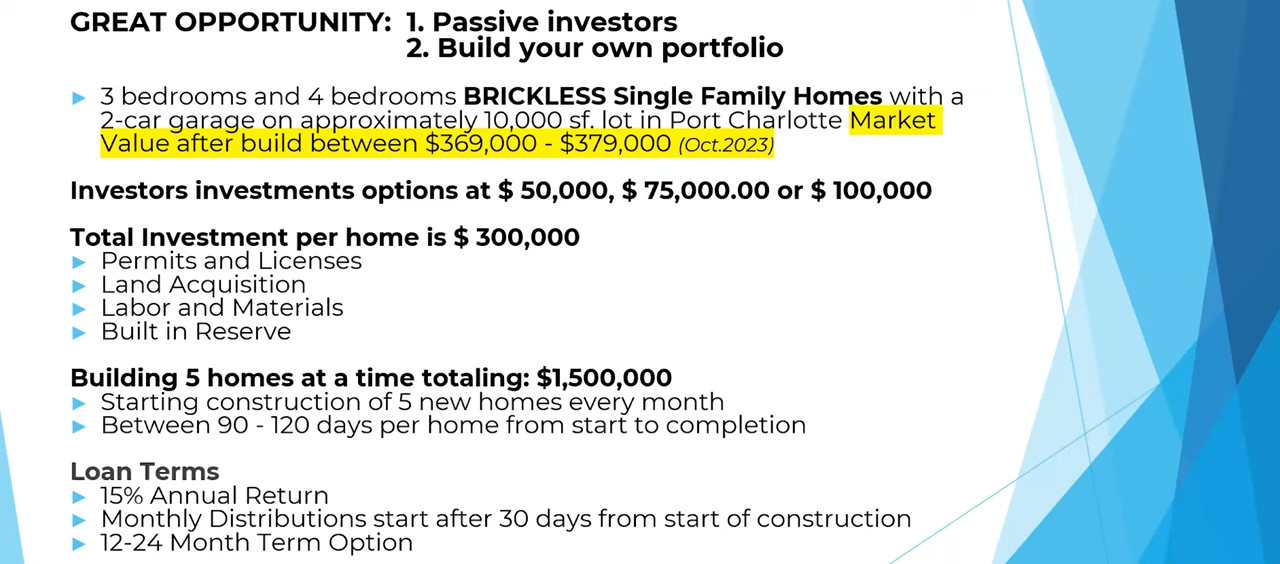 GREAT OPPORTUNITY: 1. Passive investors
2. Build your own portfolio
3 bedrooms and 4 bedrooms BRICKLESS Single Family Homes with a
2-car garage on approximately 10,000 sf. lot in Port Charlotte Market
Value after build between $369,000 - $379,000 (Oct.2023)
Investors investments options at $ 50,000, $ 75,000.00 or $ 100,000
Total Investment per home is $ 300,000
Permits and Licenses
Land Acquisition
Labor and Materials
Built in Reserve
Building 5 homes at a time totaling: $1,500,000
Starting construction of 5 new homes every month
Between 90 - 120 days per home from start to completion
Loan Terms
15% Annual Return
Monthly Distributions start after 30 days from start of construction
12-24 Month Term Option